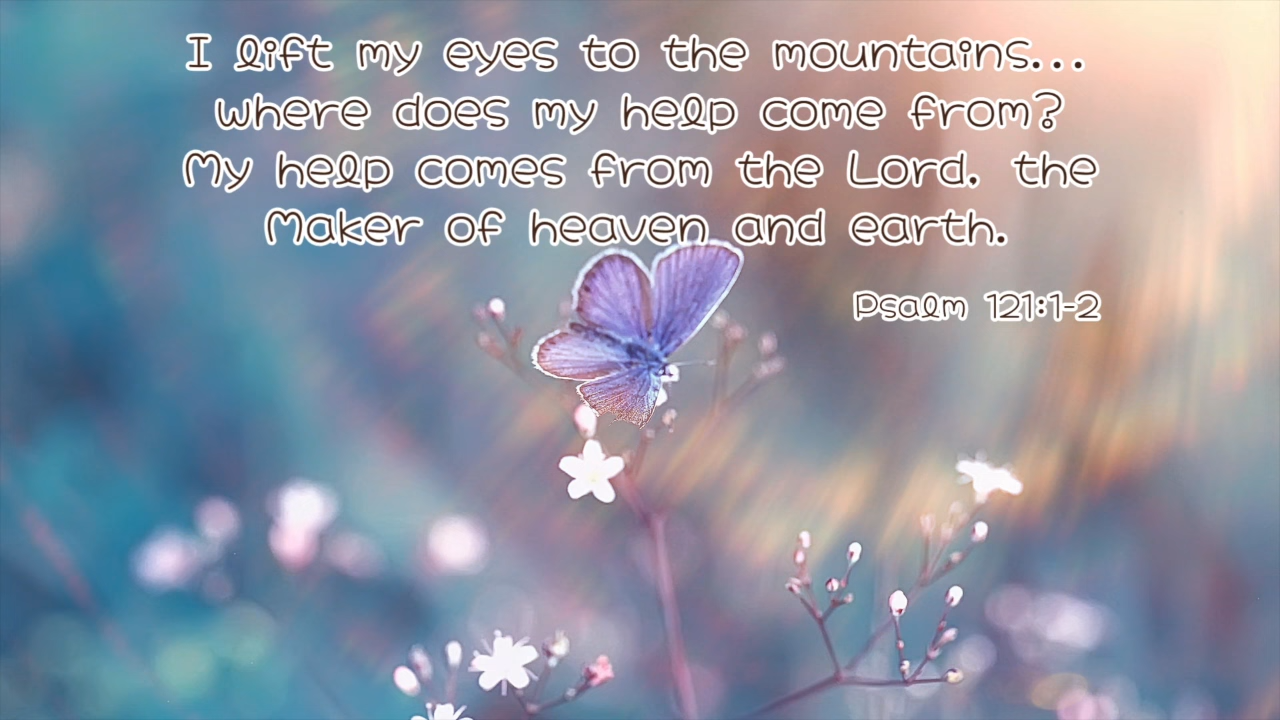 I lift my eyes to the mountains...
where does my help come from?
My help comes from the Lord, the
Maker of heaven and earth.
Psalm 121:1-2